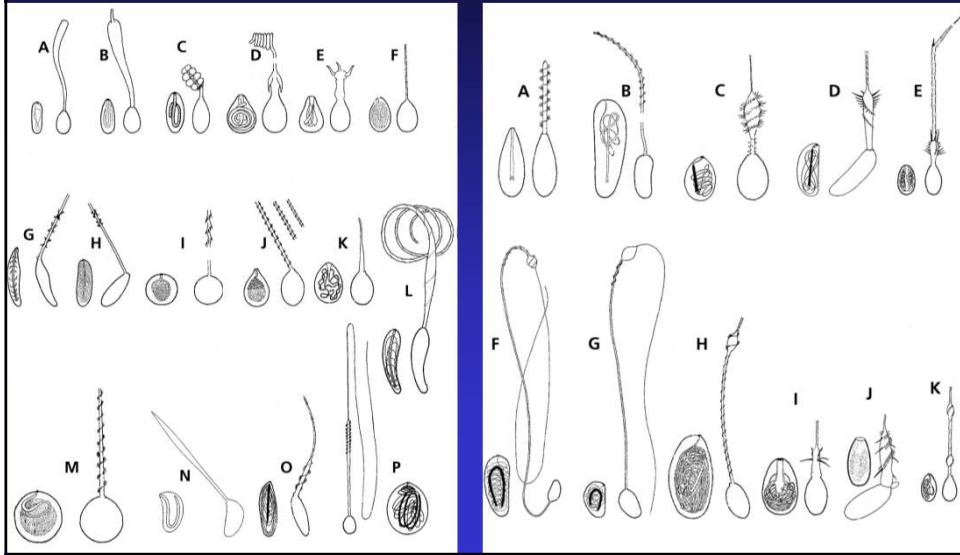 A B C D E F
G H I J K
L
M N O P
A B C D E
F G H I J K